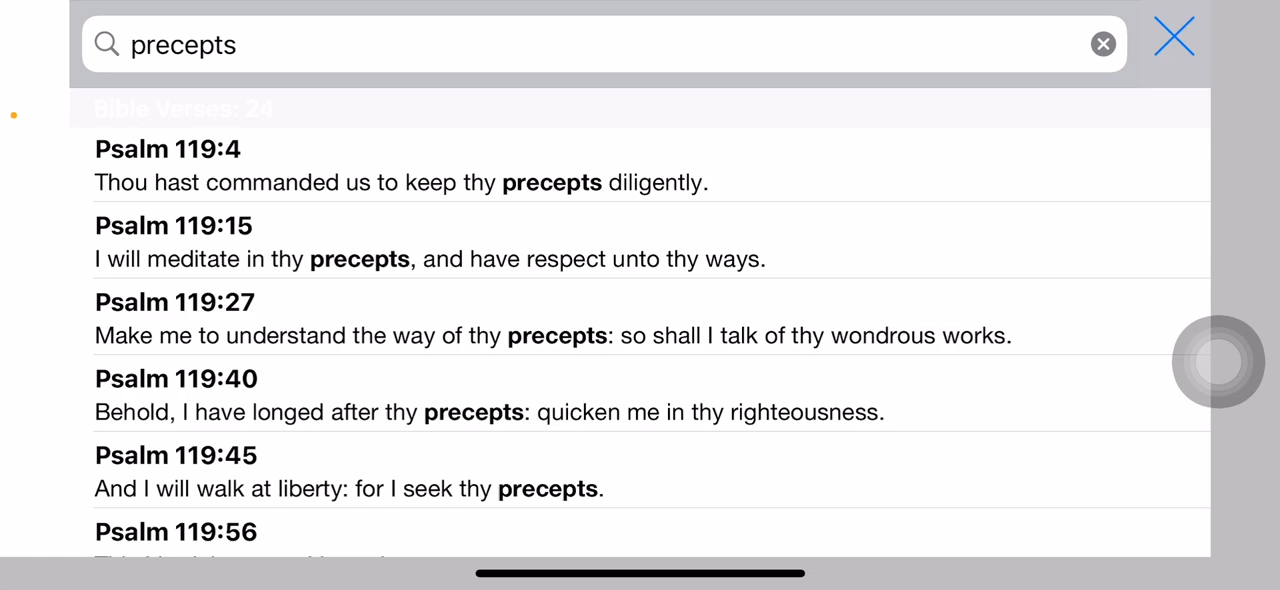 precepts
Bible Verses: 24
Psalm 119:4
Thou hast commanded us to keep thy precepts diligently.
Psalm 119:15
I will meditate in thy precepts, and have respect unto thy ways.
Psalm 119:27
Make me to understand the way of thy precepts: so shall I talk of thy wondrous works.
Psalm 119:40
Behold, I have longed after thy precepts: quicken me in thy righteousness.
Psalm 119:45
And I will walk at liberty: for I seek thy precepts.
Psalm 119:56